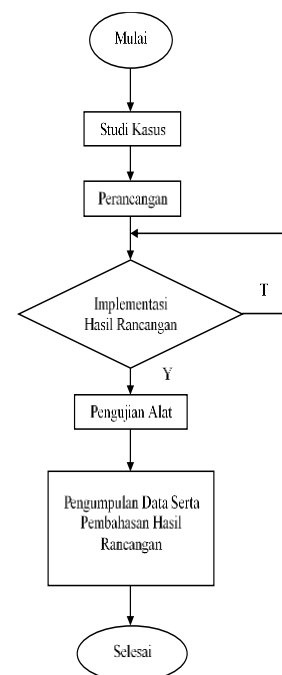 Mulai
Studi Kasus
Perancangan
Implementasi
Hasil Rancangan
T
Y
Pengujian Alat
Pengumpulan Data Serta
Pembahasan Hasil
Rancangan
Selesai